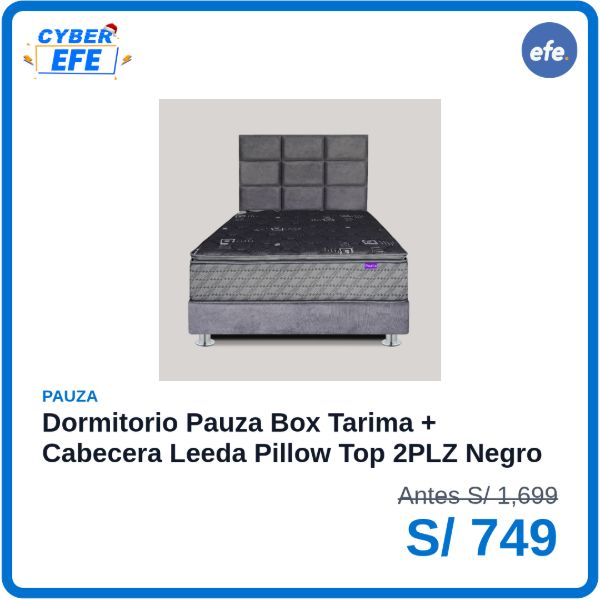 CYBER
EFE
efe.
PAUZA
Dormitorio Pauza Box Tarima +
Cabecera Leeda Pillow Top 2PLZ Negro
Antes S/ 1,699
S/ 749